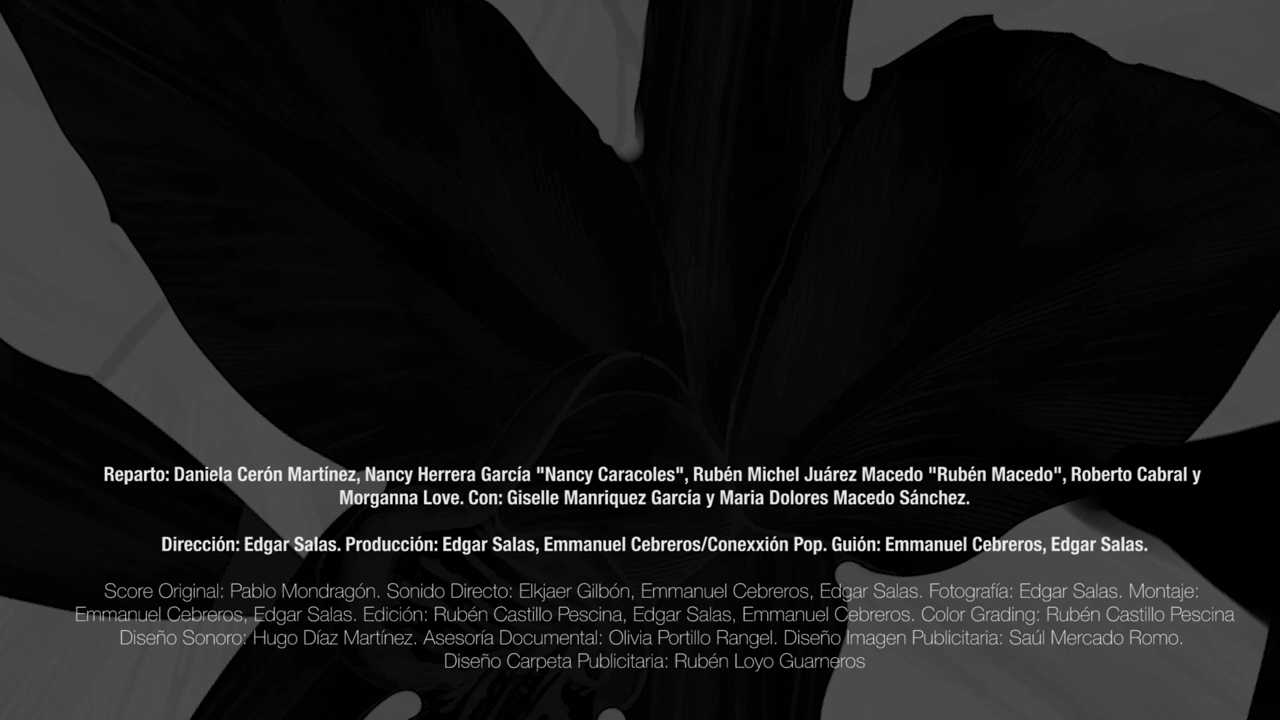 Reparto: Daniela Cerón Martínez, Nancy Herrera García "Nancy Caracoles", Rubén Michel Juárez Macedo "Rubén Macedo", Roberto Cabral y
Morganna Love. Con: Giselle Manriquez García y Maria Dolores Macedo Sánchez.
Dirección: Edgar Salas. Producción: Edgar Salas, Emmanuel Cebreros/Conexxión Pop. Guión: Emmanuel Cebreros, Edgar Salas.
Score Original: Pablo Mondragón. Sonido Directo: Elkjaer Gilbón, Emmanuel Cebreros, Edgar Salas. Fotografía: Edgar Salas. Montaje:
Emmanuel Cebreros, Edgar Salas. Edición: Rubén Castillo Pescina, Edgar Salas, Emmanuel Cebreros. Color Grading: Rubén Castillo Pescina
Diseño Sonoro: Hugo Díaz Martínez. Asesoría Documental: Olivia Portillo Rangel. Diseño Imagen Publicitaria: Saúl Mercado Romo.
Diseño Carpeta Publicitaria: Rubén Loyo Guarneros